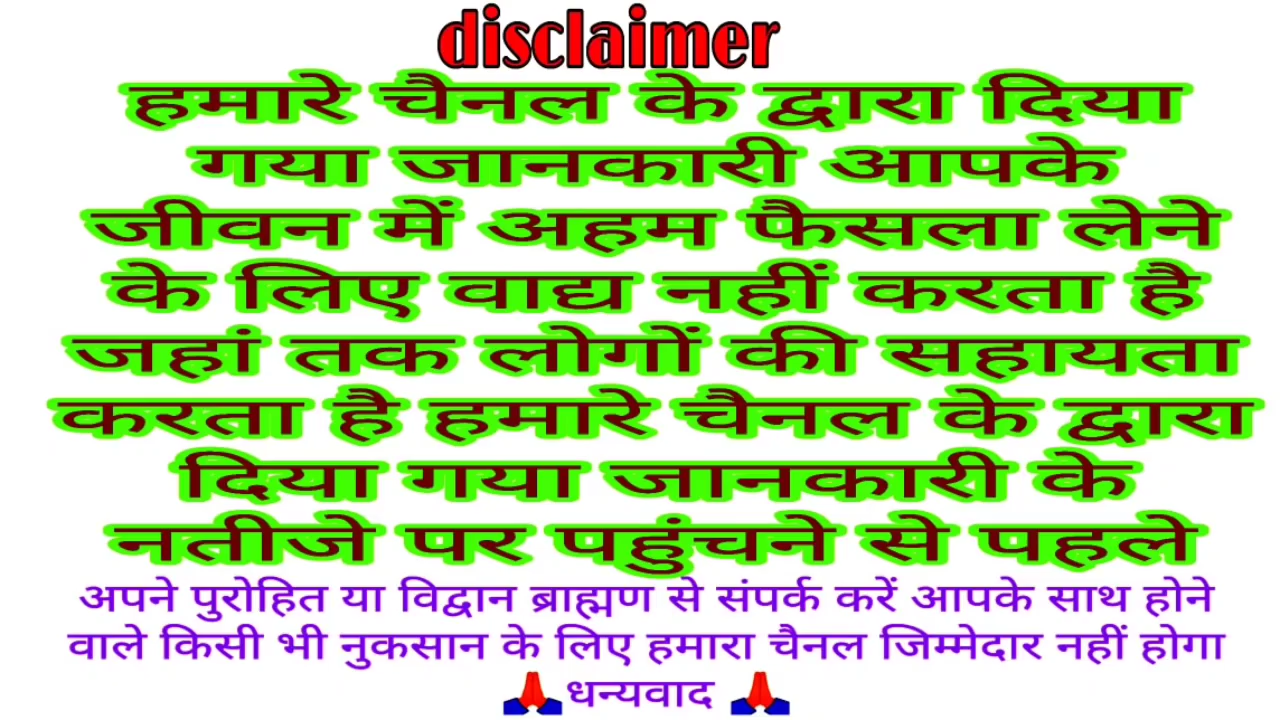 disclaimer
हमारे चैनल के द्वारा दिया
गया जानकारी आपके
जीवन में अहम फैसला लेने
के लिए वाद्य नहीं करता है
जहां तक लोगों की सहायता
करता है हमारे चैनल के द्वारा
दिया गया जानकारी के
नतीजे पर पहुंचने से पहले
अपने पुरोहित या विद्वान ब्राह्मण से संपर्क करें आपके साथ होने
वाले किसी भी नुकसान के लिए हमारा चैनल जिम्मेदार नहीं होगा
🙏धन्यवाद 🙏